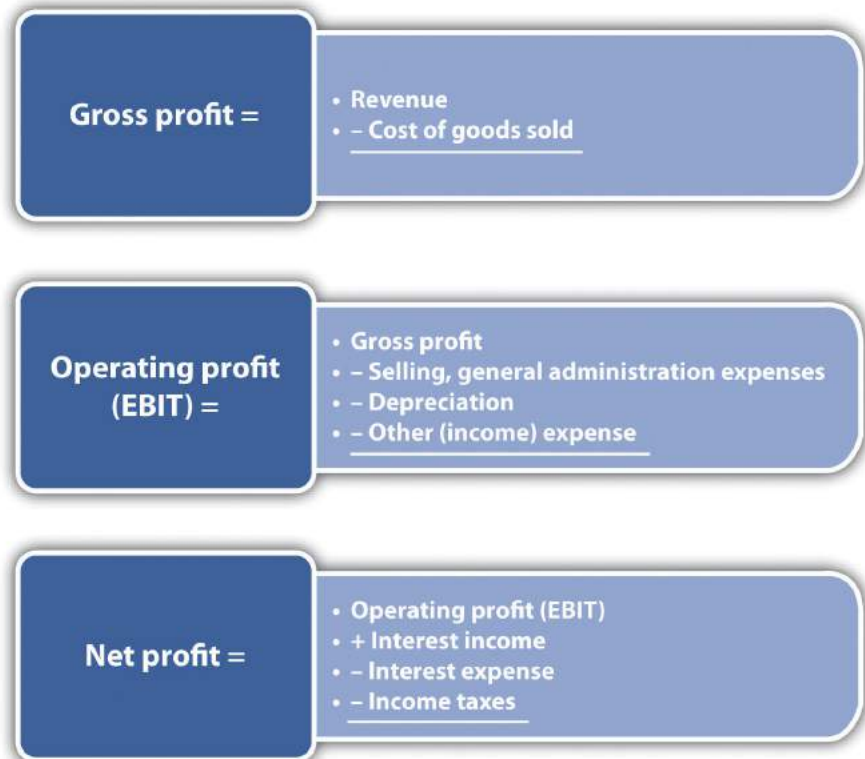 Gross profit =
• Revenue
• – Cost of goods sold
Operating profit
(EBIT) =
• Gross profit
• – Selling, general administration expenses
• – Depreciation
• – Other (income) expense
Net profit =
• Operating profit (EBIT)
• + Interest income
• – Interest expense
• – Income taxes